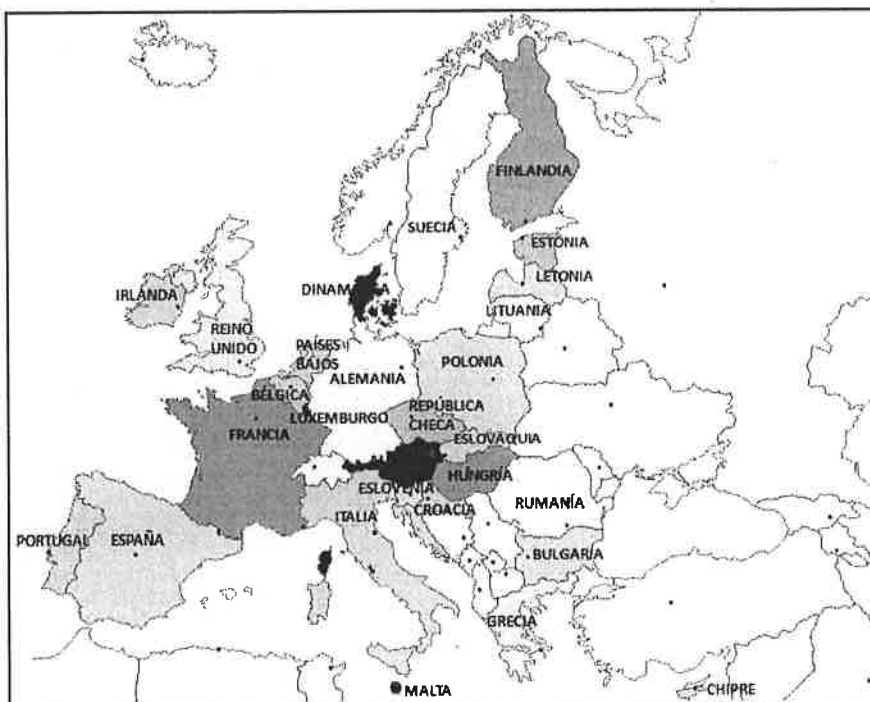 FINLANDIA
SUECIA
ESTONIA
LETONIA
IRLANDA
DINAMARCA
LITUANIA
REINO
UNIDO
PAÍSES
BAJOS
POLONIA
ALEMANIA
BÉLGICA
REPÚBLICA
CHECA
LUXEMBURGO
FRANCIA
ESLOVAQUIA
HUNGRÍA
ESLOVENIA
CROACIA
RUMANÍA
ITALIA
PORTUGAL
ESPAÑA
BULGARIA
GRECIA
MALTA
CHIPRE